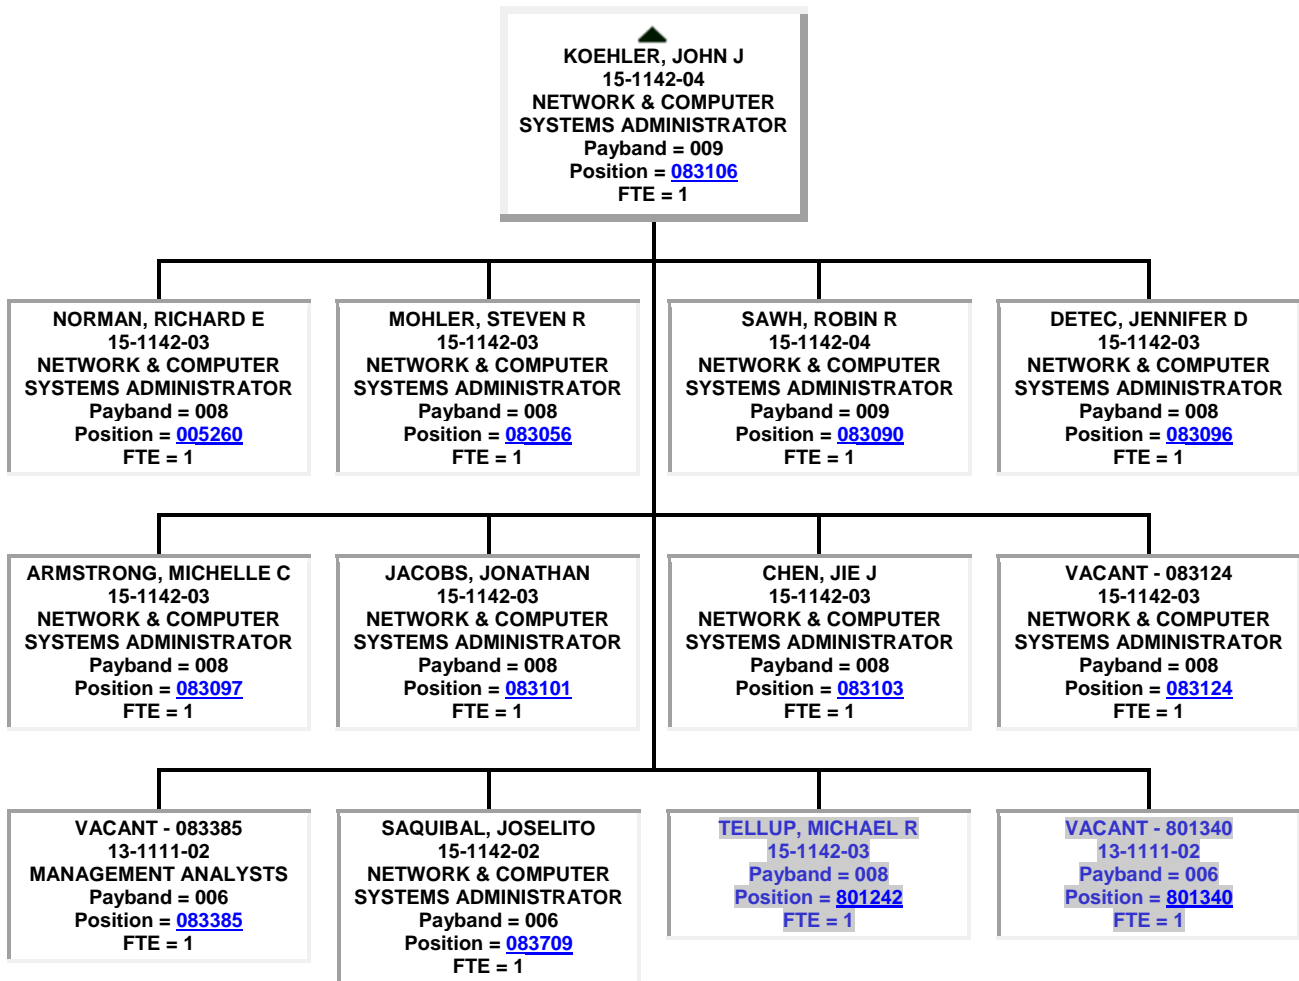 KOEHLER, JOHN J
15-1142-04
NETWORK & COMPUTER
SYSTEMS ADMINISTRATOR
Payband = 009
Position = 083106
FTE = 1
NORMAN, RICHARD E
15-1142-03
NETWORK & COMPUTER
SYSTEMS ADMINISTRATOR
Payband = 008
Position = 005260
FTE = 1
MOHLER, STEVEN R
15-1142-03
NETWORK & COMPUTER
SYSTEMS ADMINISTRATOR
Payband = 008
Position = 083056
FTE = 1
SAWH, ROBIN R
15-1142-04
NETWORK & COMPUTER
SYSTEMS ADMINISTRATOR
Payband = 009
Position = 083090
FTE = 1
DETEC, JENNIFER D
15-1142-03
NETWORK & COMPUTER
SYSTEMS ADMINISTRATOR
Payband = 008
Position = 083096
FTE = 1
ARMSTRONG, MICHELLE C
15-1142-03
NETWORK & COMPUTER
SYSTEMS ADMINISTRATOR
Payband = 008
Position = 083097
FTE = 1
JACOBS, JONATHAN
15-1142-03
NETWORK & COMPUTER
SYSTEMS ADMINISTRATOR
Payband = 008
Position = 083101
FTE = 1
CHEN, JIE J
15-1142-03
NETWORK & COMPUTER
SYSTEMS ADMINISTRATOR
Payband = 008
Position = 083103
FTE = 1
VACANT - 083124
15-1142-03
NETWORK & COMPUTER
SYSTEMS ADMINISTRATOR
Payband = 008
Position = 083124
FTE = 1
VACANT - 083385
13-1111-02
MANAGEMENT ANALYSTS
Payband = 006
Position = 083385
FTE = 1
SAQUIBAL, JOSELITO
15-1142-02
NETWORK & COMPUTER
SYSTEMS ADMINISTRATOR
Payband = 006
Position = 083709
FTE = 1
TELLUP, MICHAEL R
15-1142-03
Payband = 008
Position = 801242
FTE = 1
VACANT - 801340
13-1111-02
Payband = 006
Position = 801340
FTE = 1